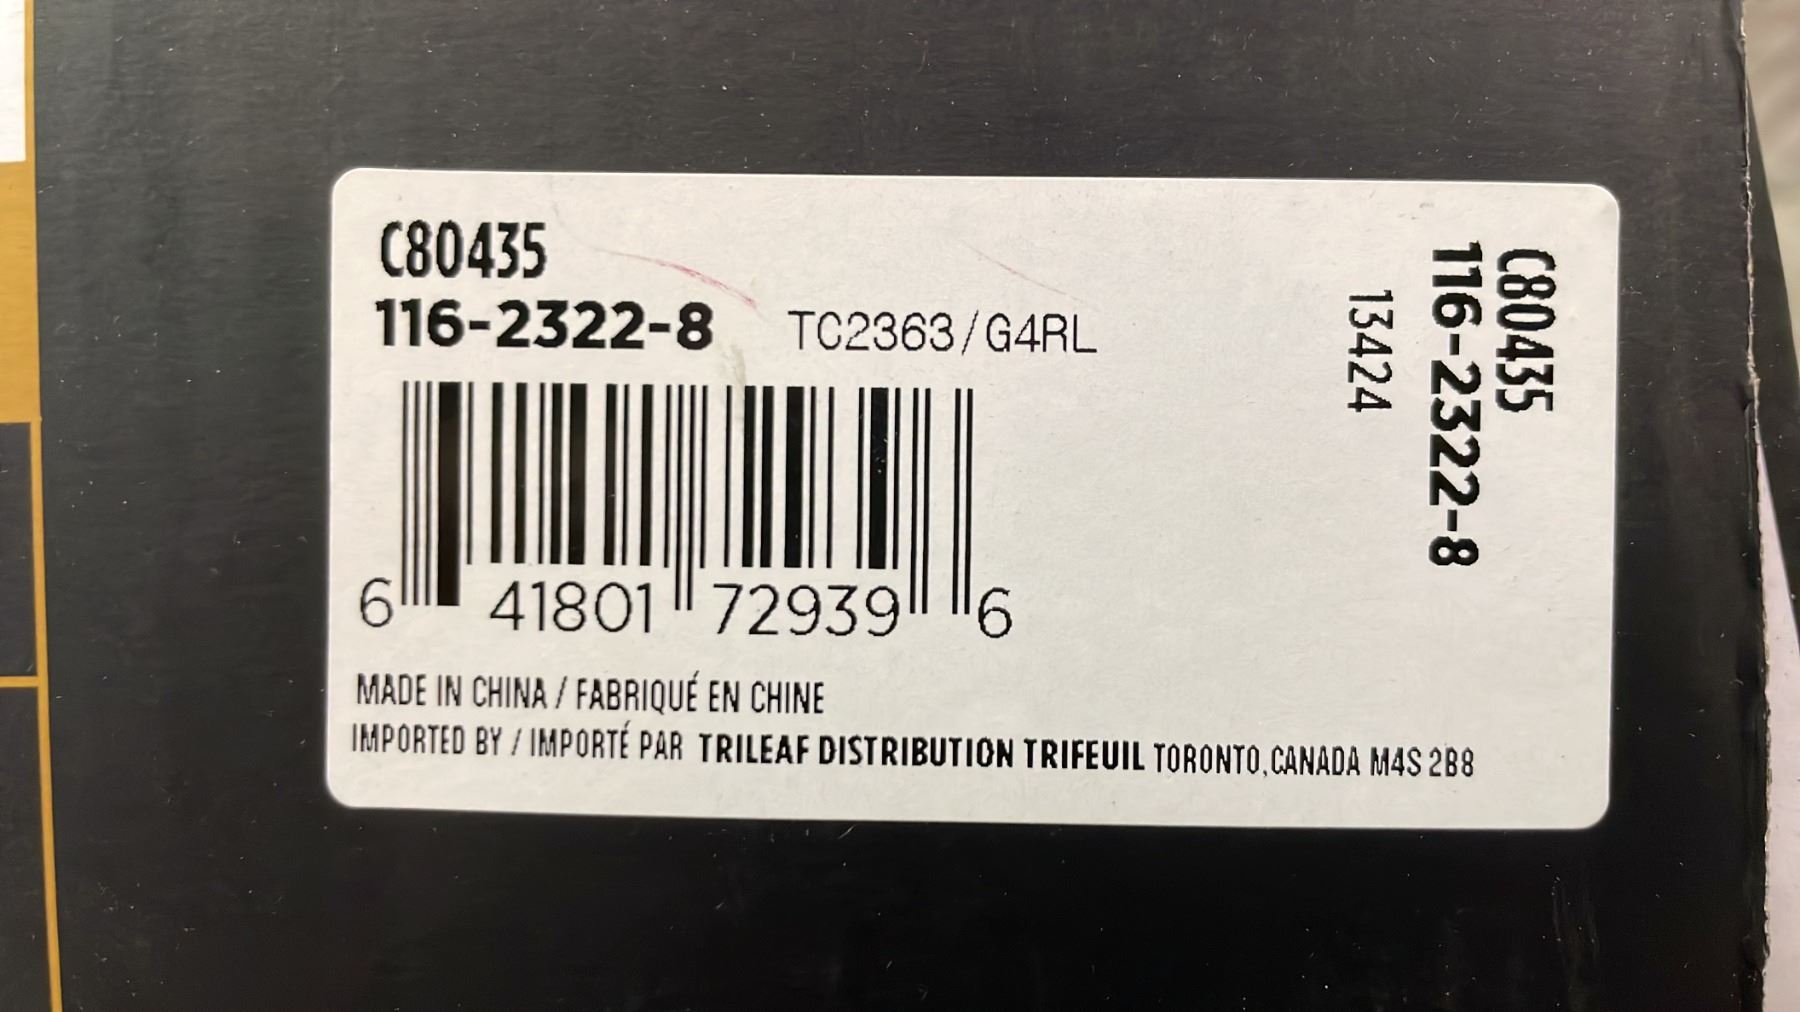 C80435
116-2322-8 TC2363/G4RL
6 41801 72939 6
MADE IN CHINA / FABRIQUÉ EN CHINE
IMPORTED BY / IMPORTÉ PAR TRILEAF DISTRIBUTION TRIFEUIL TORONTO, CANADA M4S 2B8
C80435
116-2322-8
13424